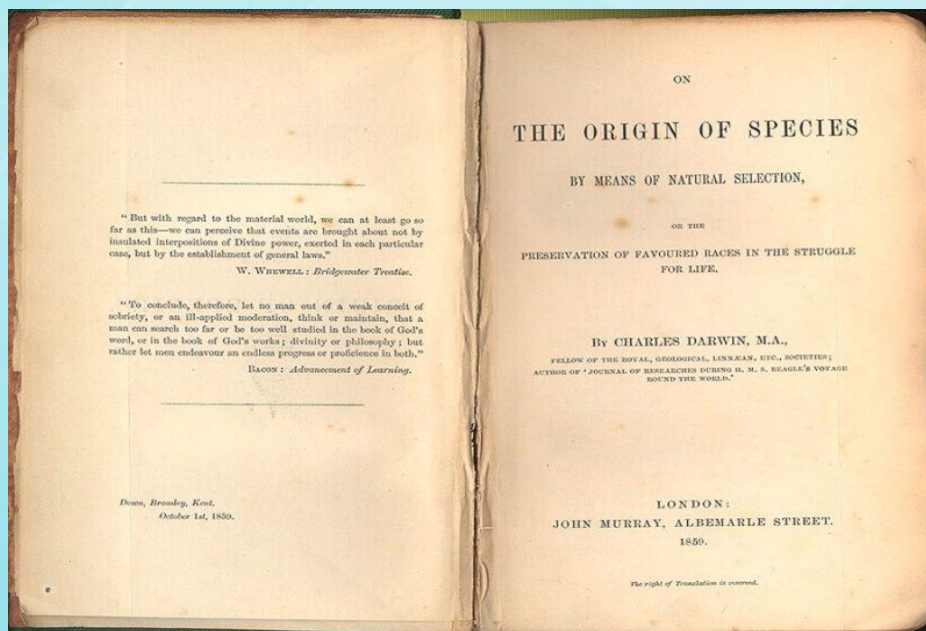 “But with regard to the material world, we can at least go so
far as this—we can perceive that events are brought about not by
insulated interpositions of Divine power, exerted in each particular
case, but by the establishment of general laws.”
W. Whewell: Bridgewater Treatise.
“To conclude, therefore, let no man out of a weak conceit of
sobriety, or an ill-applied moderation, think or maintain, that a
man can search too far or be too well studied in the book of God's
word, or in the book of God's works; divinity or philosophy; but
rather let men endeavour an endless progress or proficience in both.”
Bacon: Advancement of Learning.
Down, Bromley, Kent,
October 1st, 1859.
ON
THE ORIGIN OF SPECIES
BY MEANS OF NATURAL SELECTION,
OR THE
PRESERVATION OF FAVOURED RACES IN THE STRUGGLE
FOR LIFE.
By CHARLES DARWIN, M.A.,
FELLOW OF THE ROYAL, GEOLOGICAL, LINNÆAN, ETC., SOCIETIES;
AUTHOR OF ‘JOURNAL OF RESEARCHES DURING H. M. S. BEAGLE'S VOYAGE
ROUND THE WORLD.’
LONDON:
JOHN MURRAY, ALBEMARLE STREET.
1859.
The right of Translation is reserved.